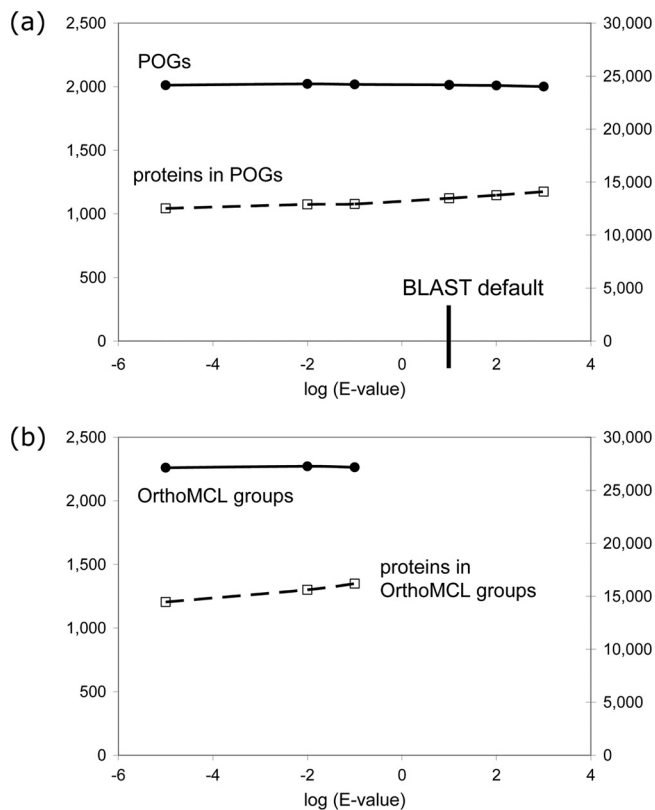 (a)
2,500
30,000
POGs
2,000
25,000
20,000
1,500
proteins in POGs
15,000
1,000
10,000
500
BLAST default
5,000
0
0
-6 -4 -2 0 2 4
log (E-value)
(b)
2,500
30,000
25,000
2,000
OrthoMCL groups
20,000
1,500
proteins in
OrthoMCL groups
15,000
1,000
10,000
500
5,000
0
0
-6 -4 -2 0 2 4
log (E-value)